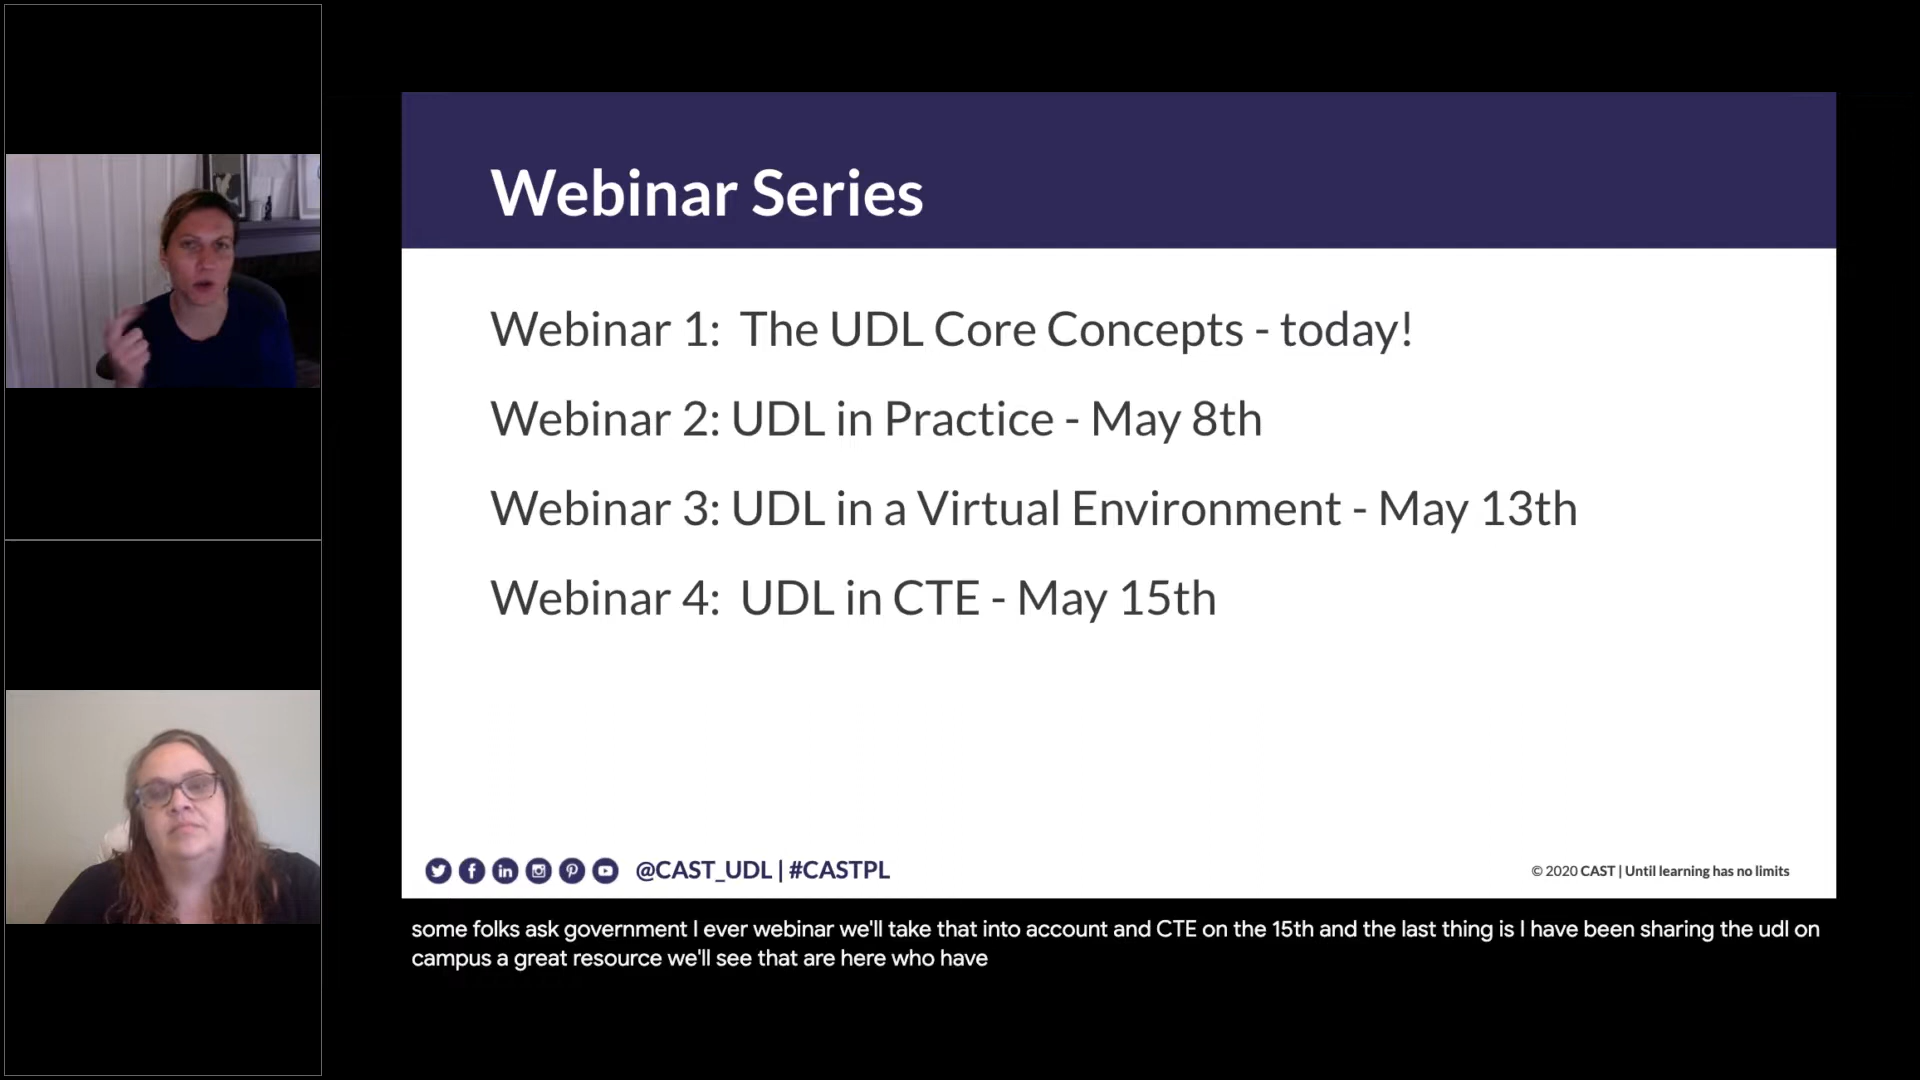 Webinar Series
Webinar 1: The UDL Core Concepts - today!
Webinar 2: UDL in Practice - May 8th
Webinar 3: UDL in a Virtual Environment - May 13th
Webinar 4: UDL in CTE - May 15th
@CAST_UDL | #CASTPL
© 2020 CAST | Until learning has no limits
some folks ask government I ever webinar we'll take that into account and CTE on the 15th and the last thing is I have been sharing the udl on
campus a great resource we'll see that are here who have